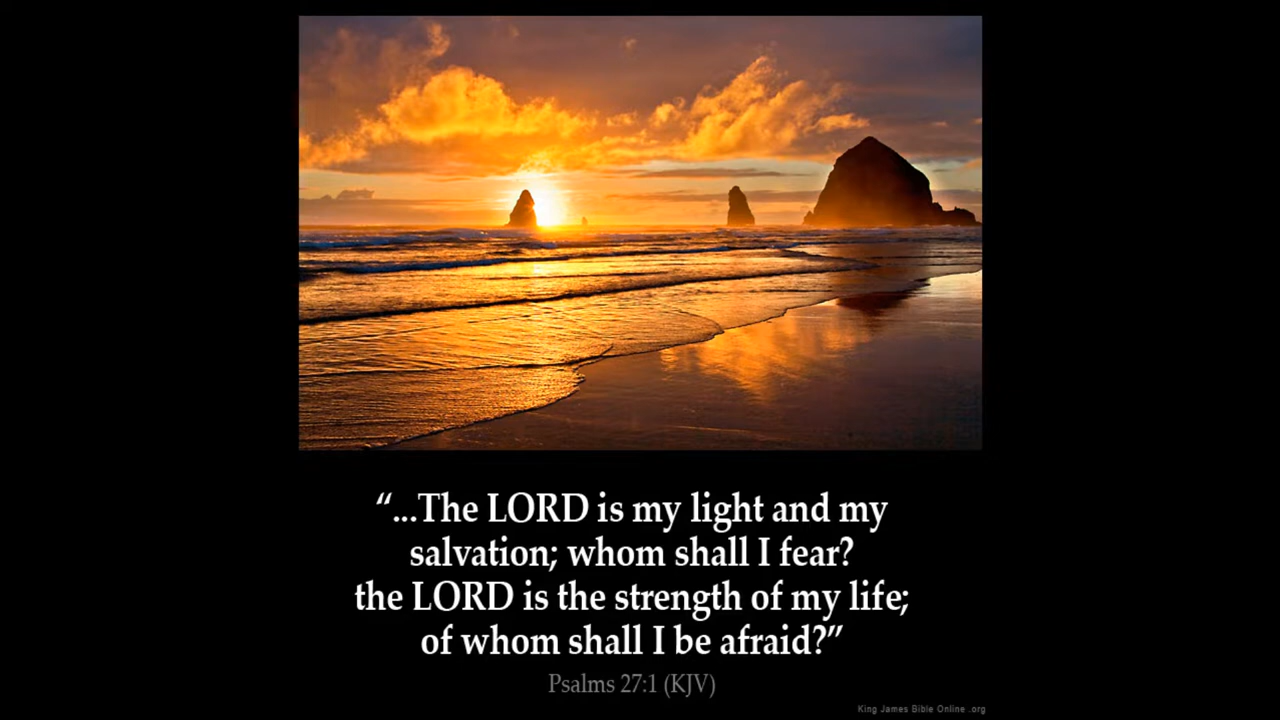 “...The LORD is my light and my
salvation; whom shall I fear?
the LORD is the strength of my life;
of whom shall I be afraid?”
Psalms 27:1 (KJV)
King James Bible Online .org